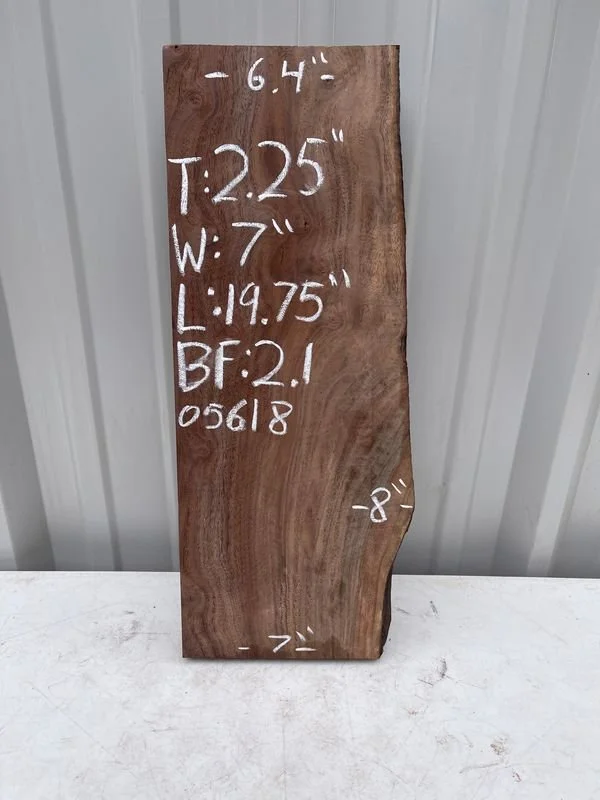 - 6.4"-
T:2.25"
W: 7"
L:19.75"
BF:2.1
05618
-8"-
- 7"-